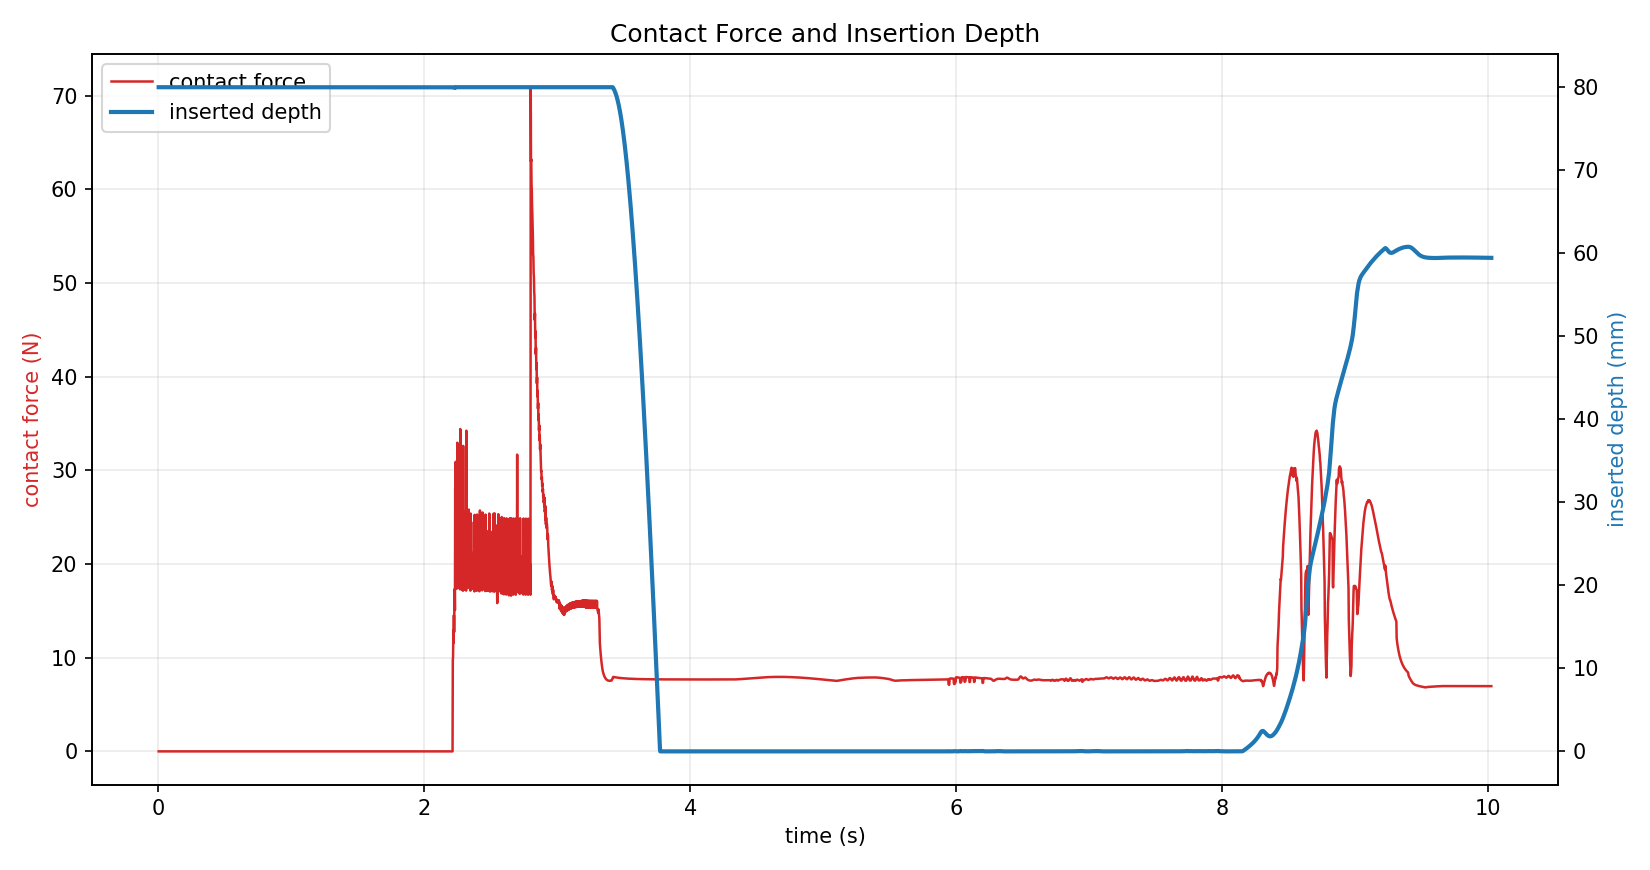 Contact Force and Insertion Depth
contact force
inserted depth
70
60
50
40
30
20
10
0
contact force (N)
80
70
60
50
40
30
20
10
0
inserted depth (mm)
0 2 4 6 8 10
time (s)